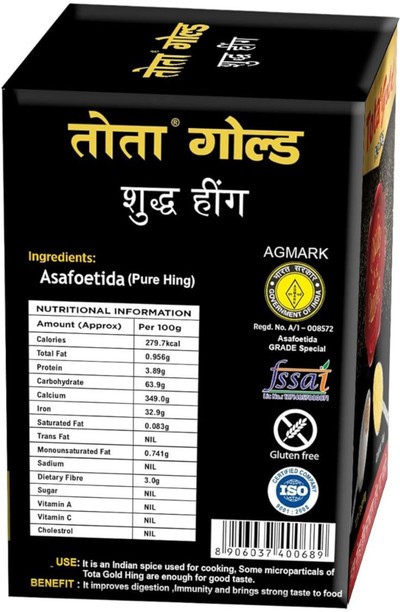 तोता® गोल्ड
शुद्ध हींग
तोता® गोल्ड
शुद्ध हींग
Ingredients:
Asafoetida (Pure Hing)
NUTRITIONAL INFORMATION
Amount (Approx) Per 100g
Calories 279.7kcal
Total Fat 0.956g
Protein 3.89g
Carbohydrate 63.9g
Calcium 349.0g
Iron 32.9g
Saturated Fat 0.083g
Trans Fat NIL
Monounsaturated Fat 0.741g
Sadium NIL
Dietary Fibre 3.0g
Sugar NIL
Vitamin A NIL
Vitamin C NIL
Cholestrol NIL
AGMARK
भारत सरकार
GOVERNMENT OF INDIA
Regd. No. A/I - 008572
Asafoetida
GRADE Special
fssai
Gluten free
CERTIFIED COMPANY
ISO
9001 : 2008
8906037400689
USE: It is an Indian spice used for cooking, Some microparticals of
Tota Gold Hing are enough for good taste.
BENEFIT : It improves digestion ,Immunity and brings strong taste to food